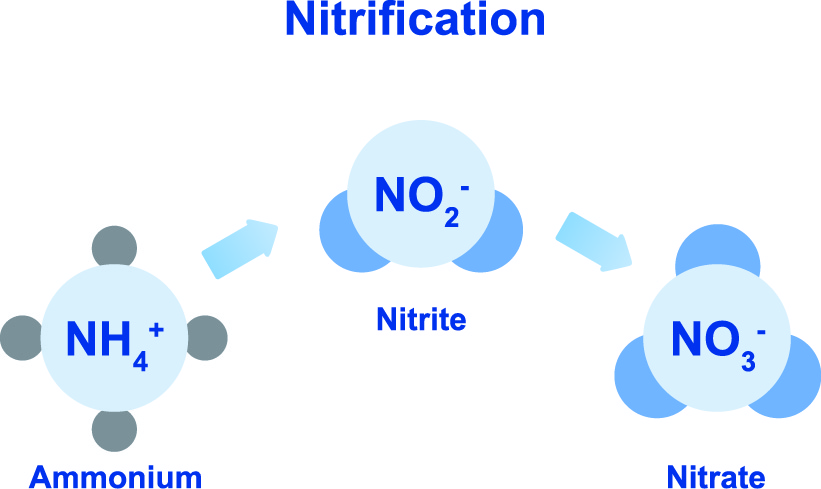 Nitrification
NO₂⁻
Nitrite
NH₄⁺
NO₃⁻
Ammonium
Nitrate